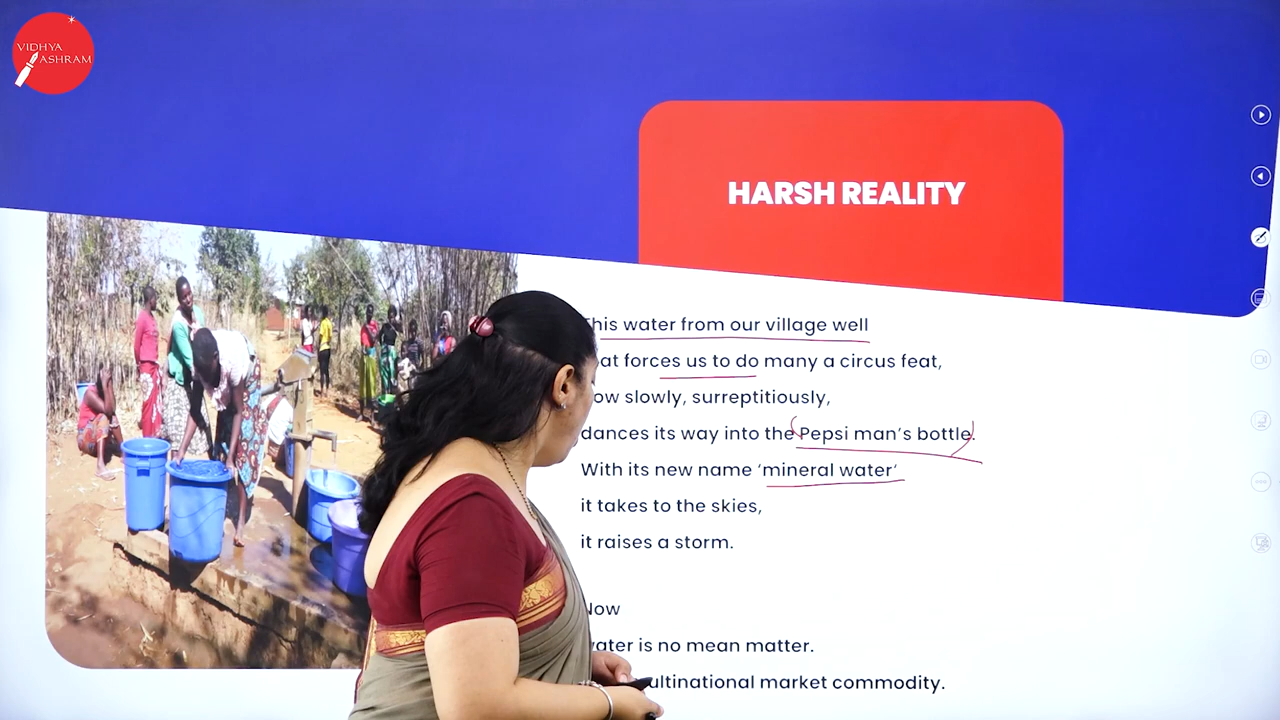 VIDHYA
ASHRAM
HARSH REALITY
This water from our village well
forces us to do many a circus feat,
slowly, surreptitiously,
dances its way into the Pepsi man's bottle.
With its new name 'mineral water'
it takes to the skies,
it raises a storm.
Now
water is no mean matter.
multinational market commodity.